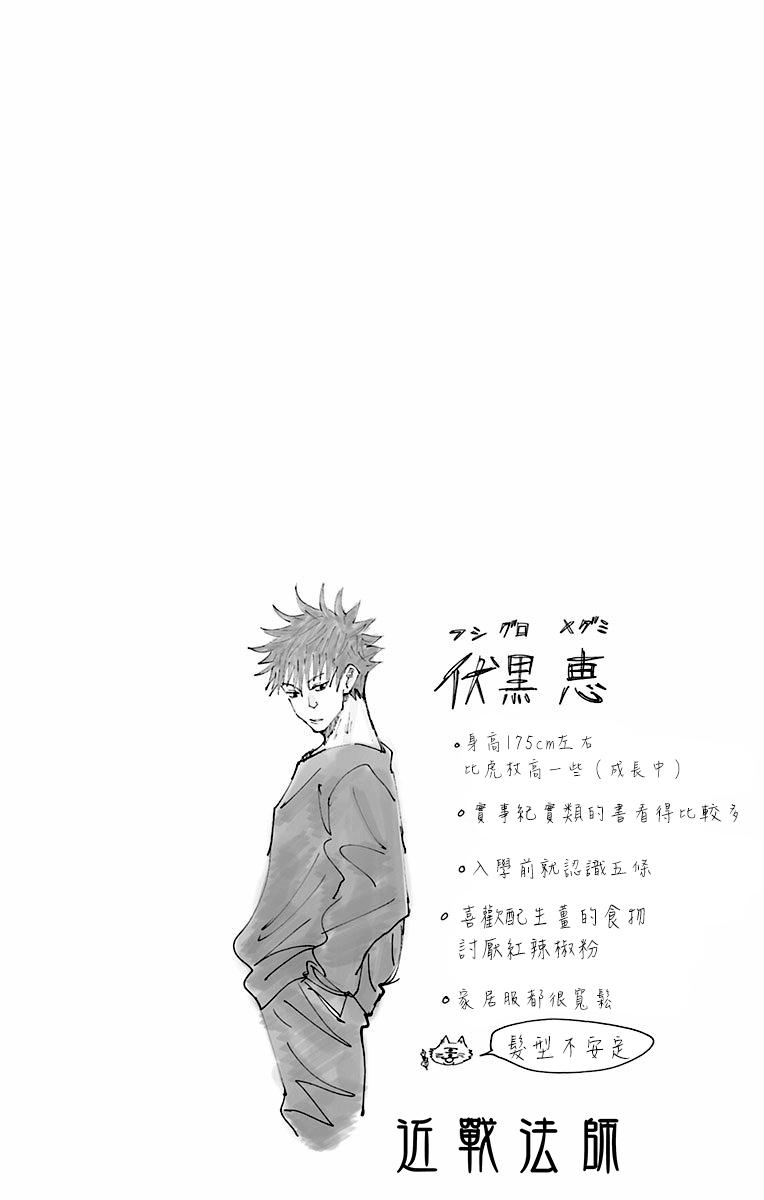 フシグロ メグミ
伏黒 恵
。身高175cm左右
比虎杖高一些(成長中)
。實事紀實類的書看得比較多
。入學前就認識五條
。喜歡配生薑的食物
討厭紅辣椒粉
。家居服都很寬鬆
髮型不安定
近戰法師